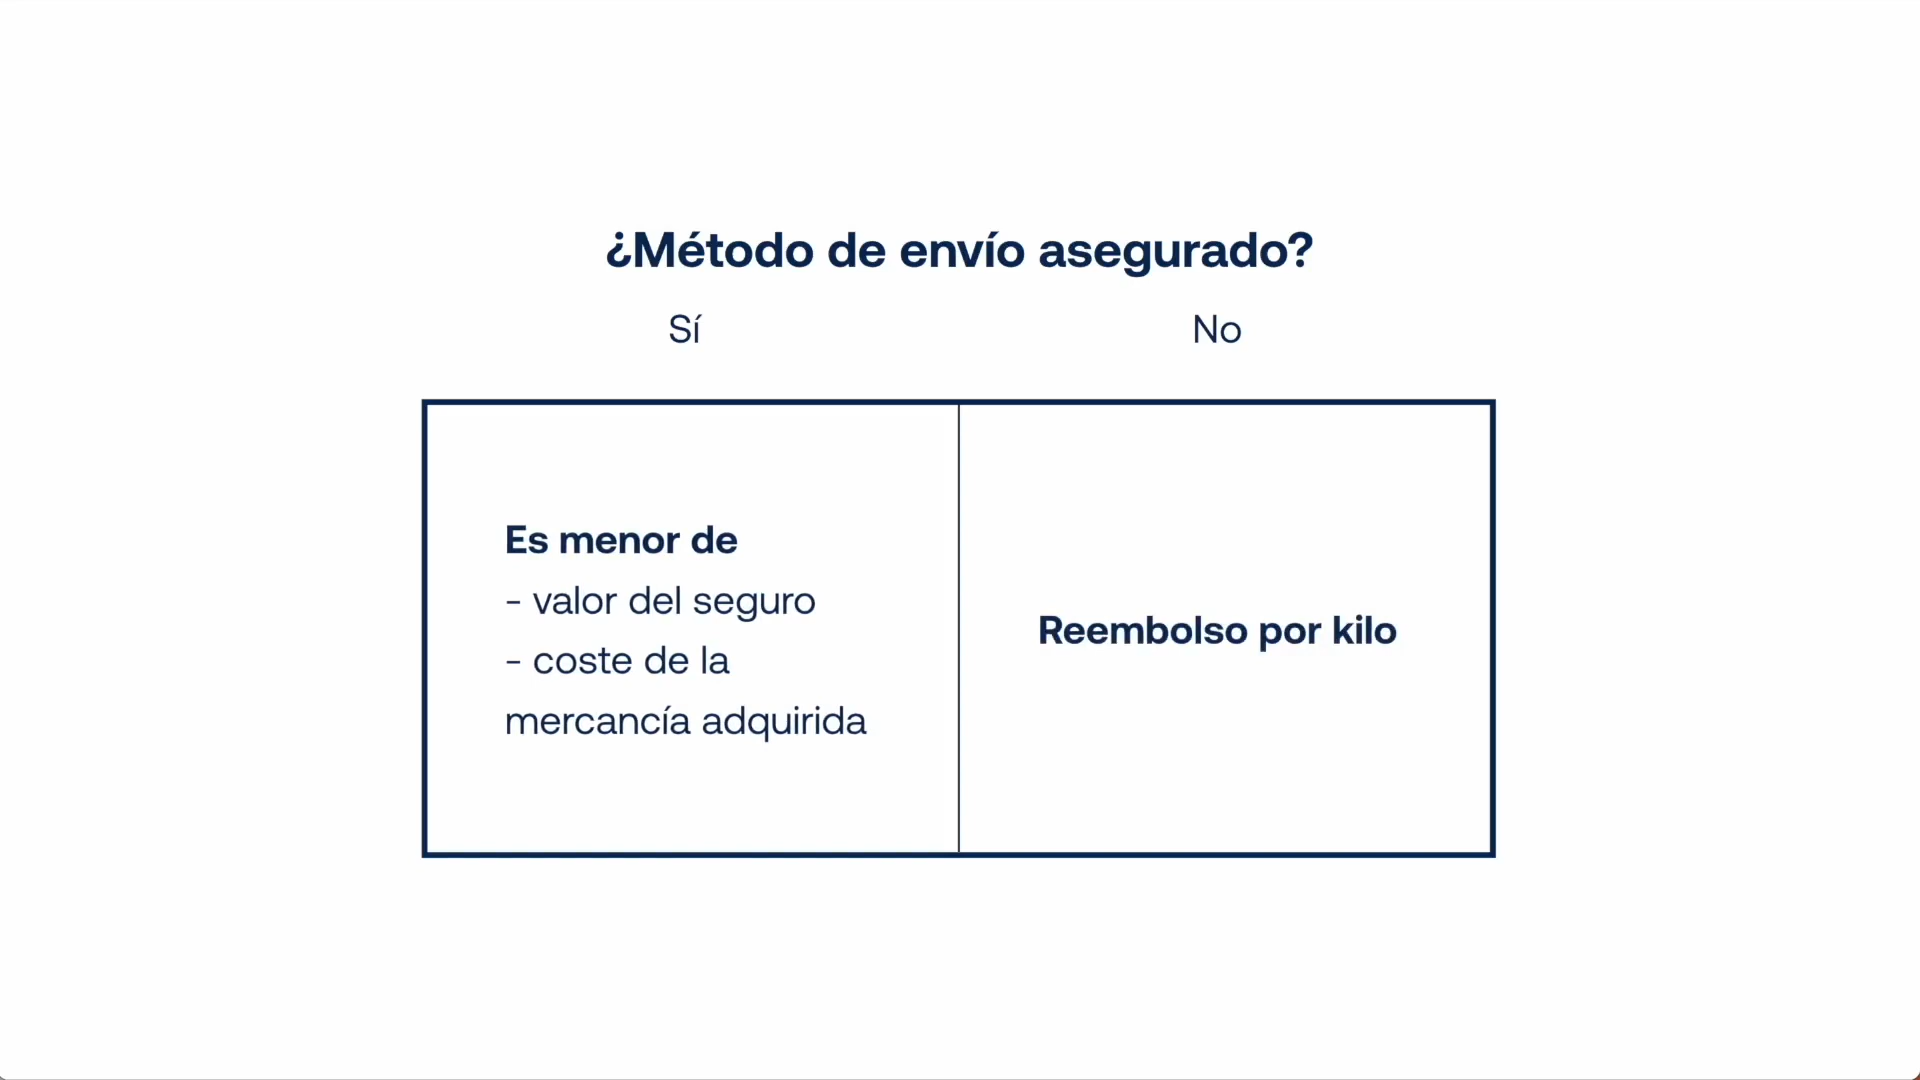 ¿Método de envío asegurado?
Sí
No
Es menor de
- valor del seguro
- coste de la
mercancía adquirida
Reembolso por kilo